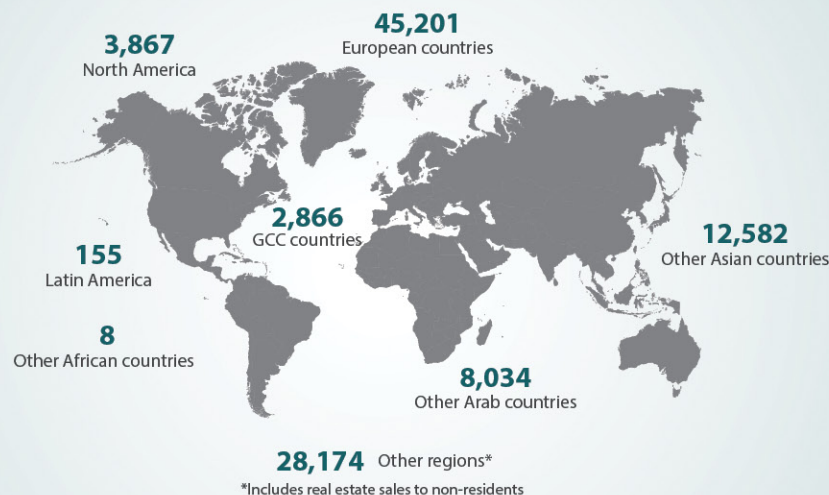 45,201
European countries
3,867
North America
2,866
GCC countries
12,582
Other Asian countries
155
Latin America
8
Other African countries
8,034
Other Arab countries
28,174 Other regions*
*Includes real estate sales to non-residents